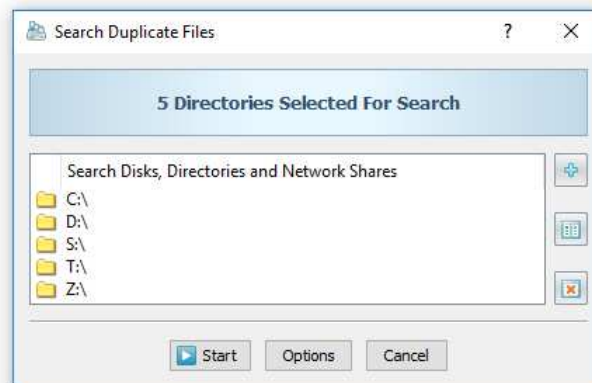 Search Duplicate Files ?
5 Directories Selected For Search
Search Disks, Directories and Network Shares
C:\
D:\
S:\
T:\
Z:\
Start Options Cancel